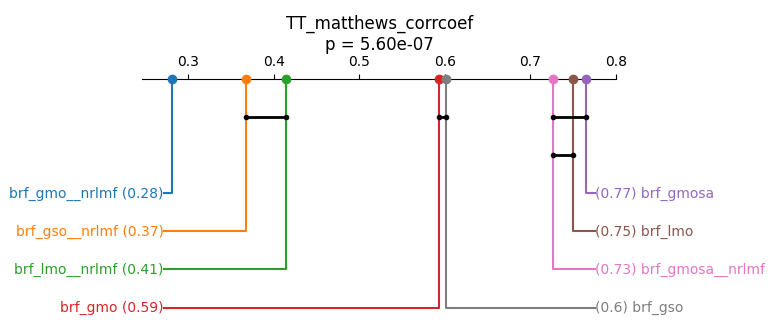 TT_matthews_corrcoef
p = 5.60e-07
0.3 0.4 0.5 0.6 0.7 0.8
brf_gmo__nrlmf (0.28) (0.77) brf_gmosa
brf_gso__nrlmf (0.37) (0.75) brf_lmo
brf_lmo__nrlmf (0.41) (0.73) brf_gmosa__nrlmf
brf_gmo (0.59) (0.6) brf_gso